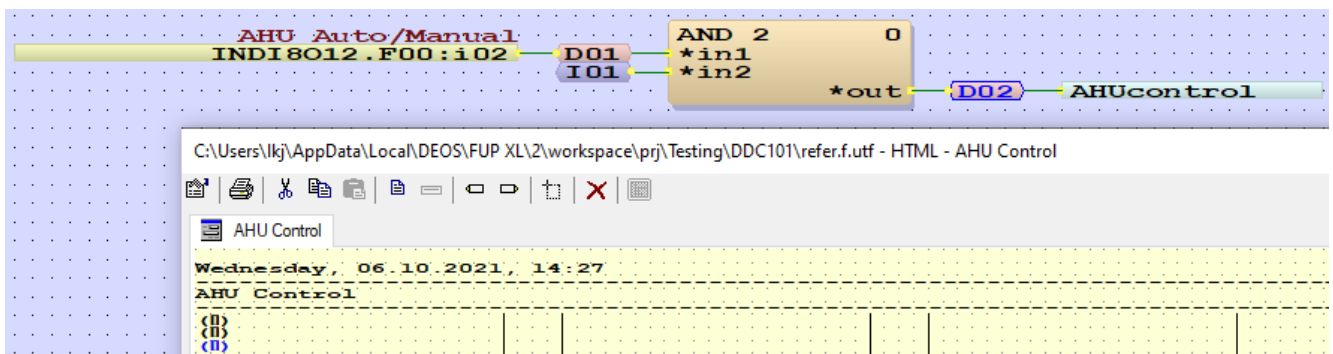 AHU Auto/Manual
INDI8O12.F00:i02
D01
I01
AND 2 0
*in1
*in2
*out
D02
AHUcontrol
C:\Users\lkj\AppData\Local\DEOS\FUP XL\2\workspace\prj\Testing\DDC101\refer.f.utf - HTML - AHU Control
AHU Control
Wednesday, 06.10.2021, 14:27
AHU Control